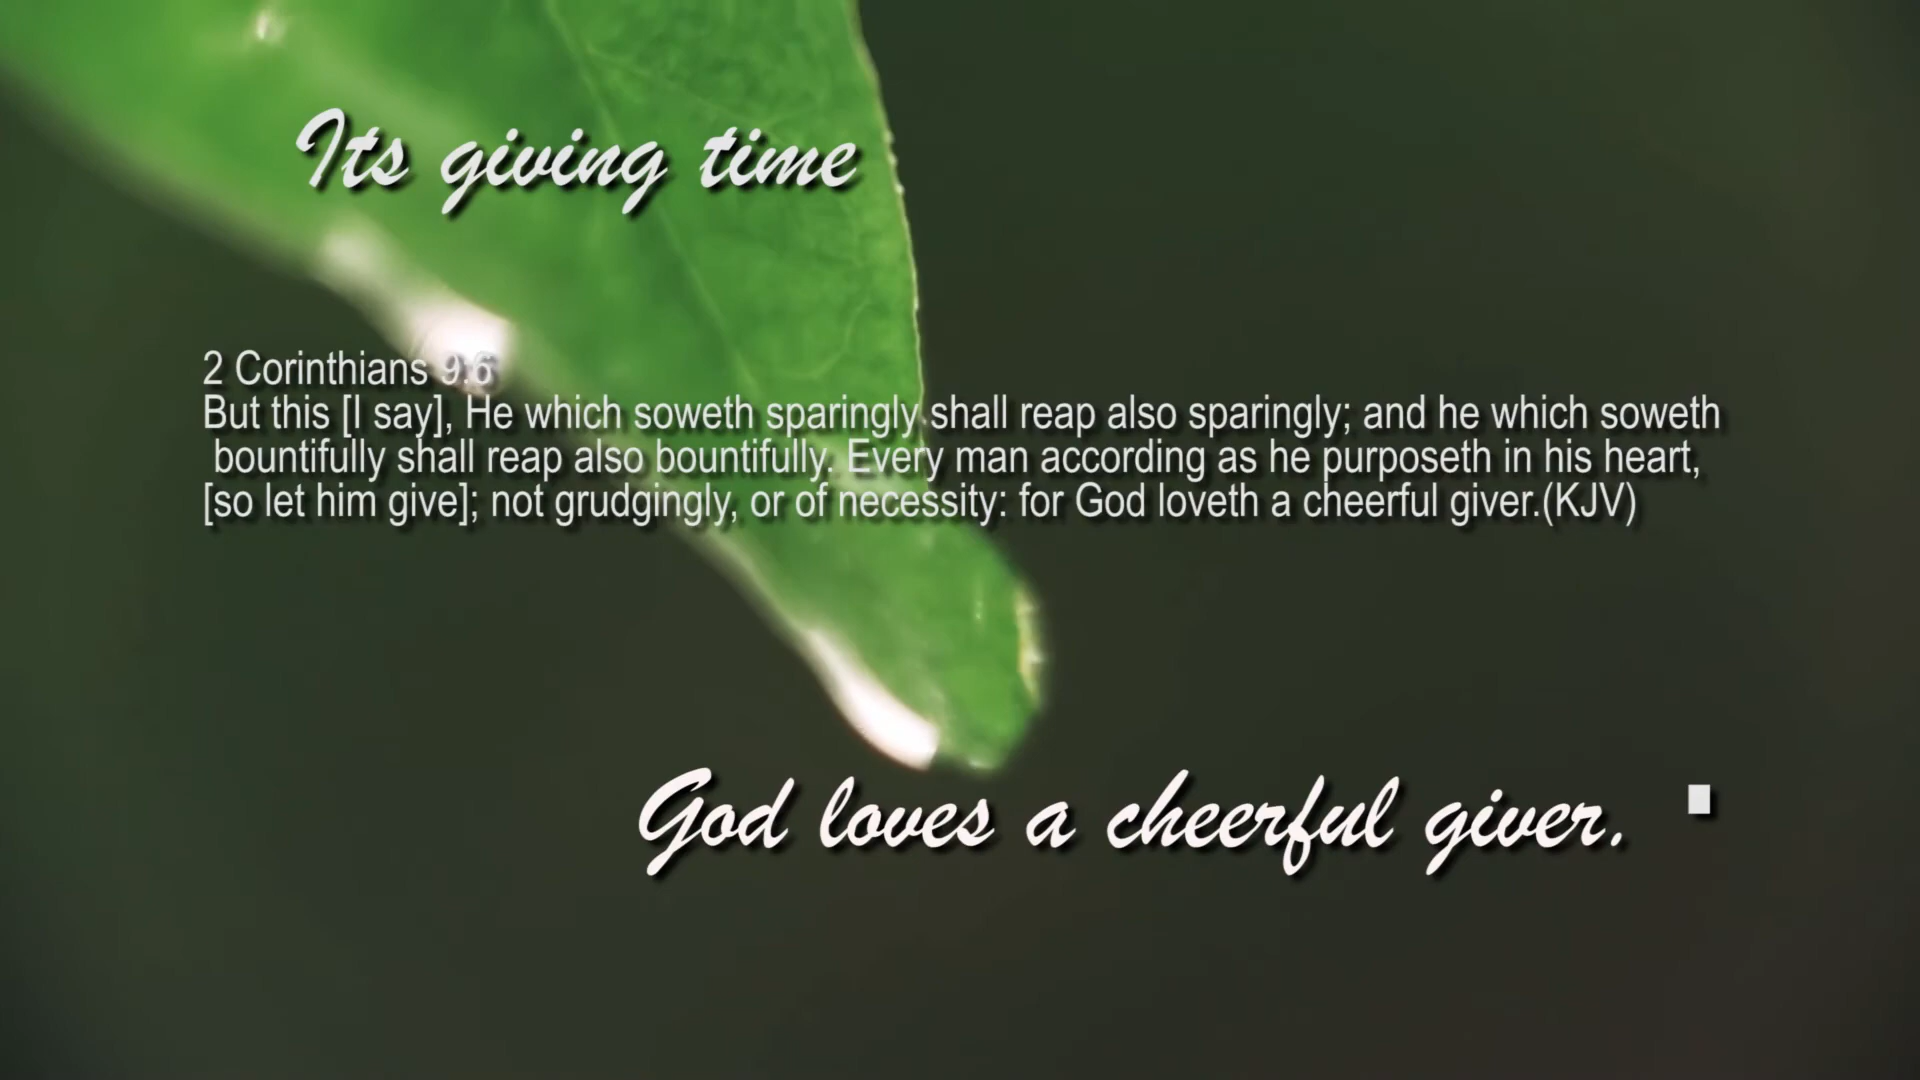 Its giving time
2 Corinthians 9:6
But this [I say], He which soweth sparingly shall reap also sparingly; and he which soweth
bountifully shall reap also bountifully. Every man according as he purposeth in his heart,
[so let him give]; not grudgingly, or of necessity: for God loveth a cheerful giver.(KJV)
God loves a cheerful giver.